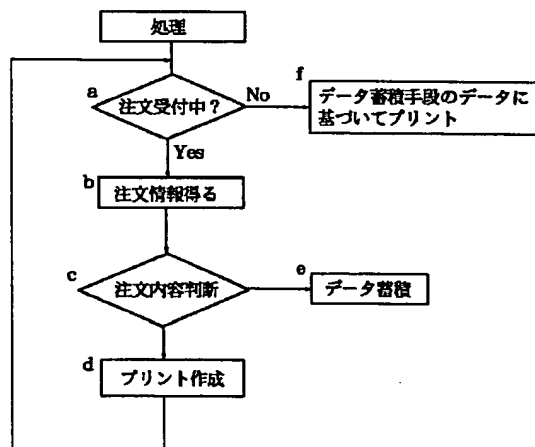 処理
a
注文受付中？
No
f
データ蓄積手段のデータに
基づいてプリント
Yes
b
注文情報得る
c
注文内容判断
e
データ蓄積
d
プリント作成